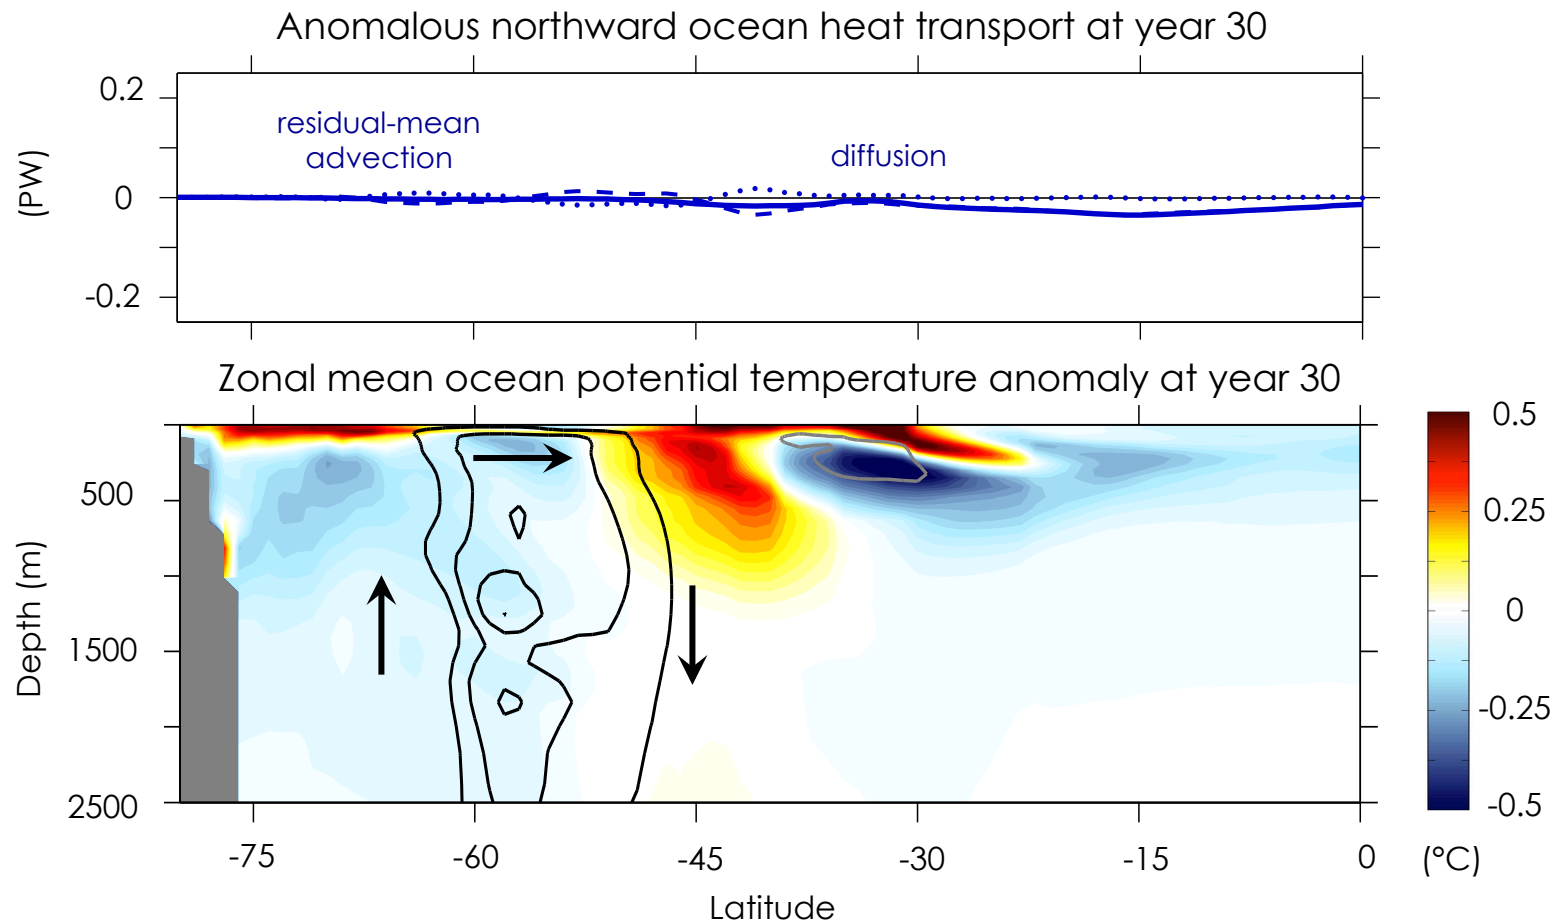 Anomalous northward ocean heat transport at year 30
0.2
0
-0.2
(PW)
residual-mean
advection
diffusion
Zonal mean ocean potential temperature anomaly at year 30
500
1500
2500
Depth (m)
-75
-60
-45
-30
-15
0
Latitude
0.5
0.25
0
-0.25
-0.5
(°C)